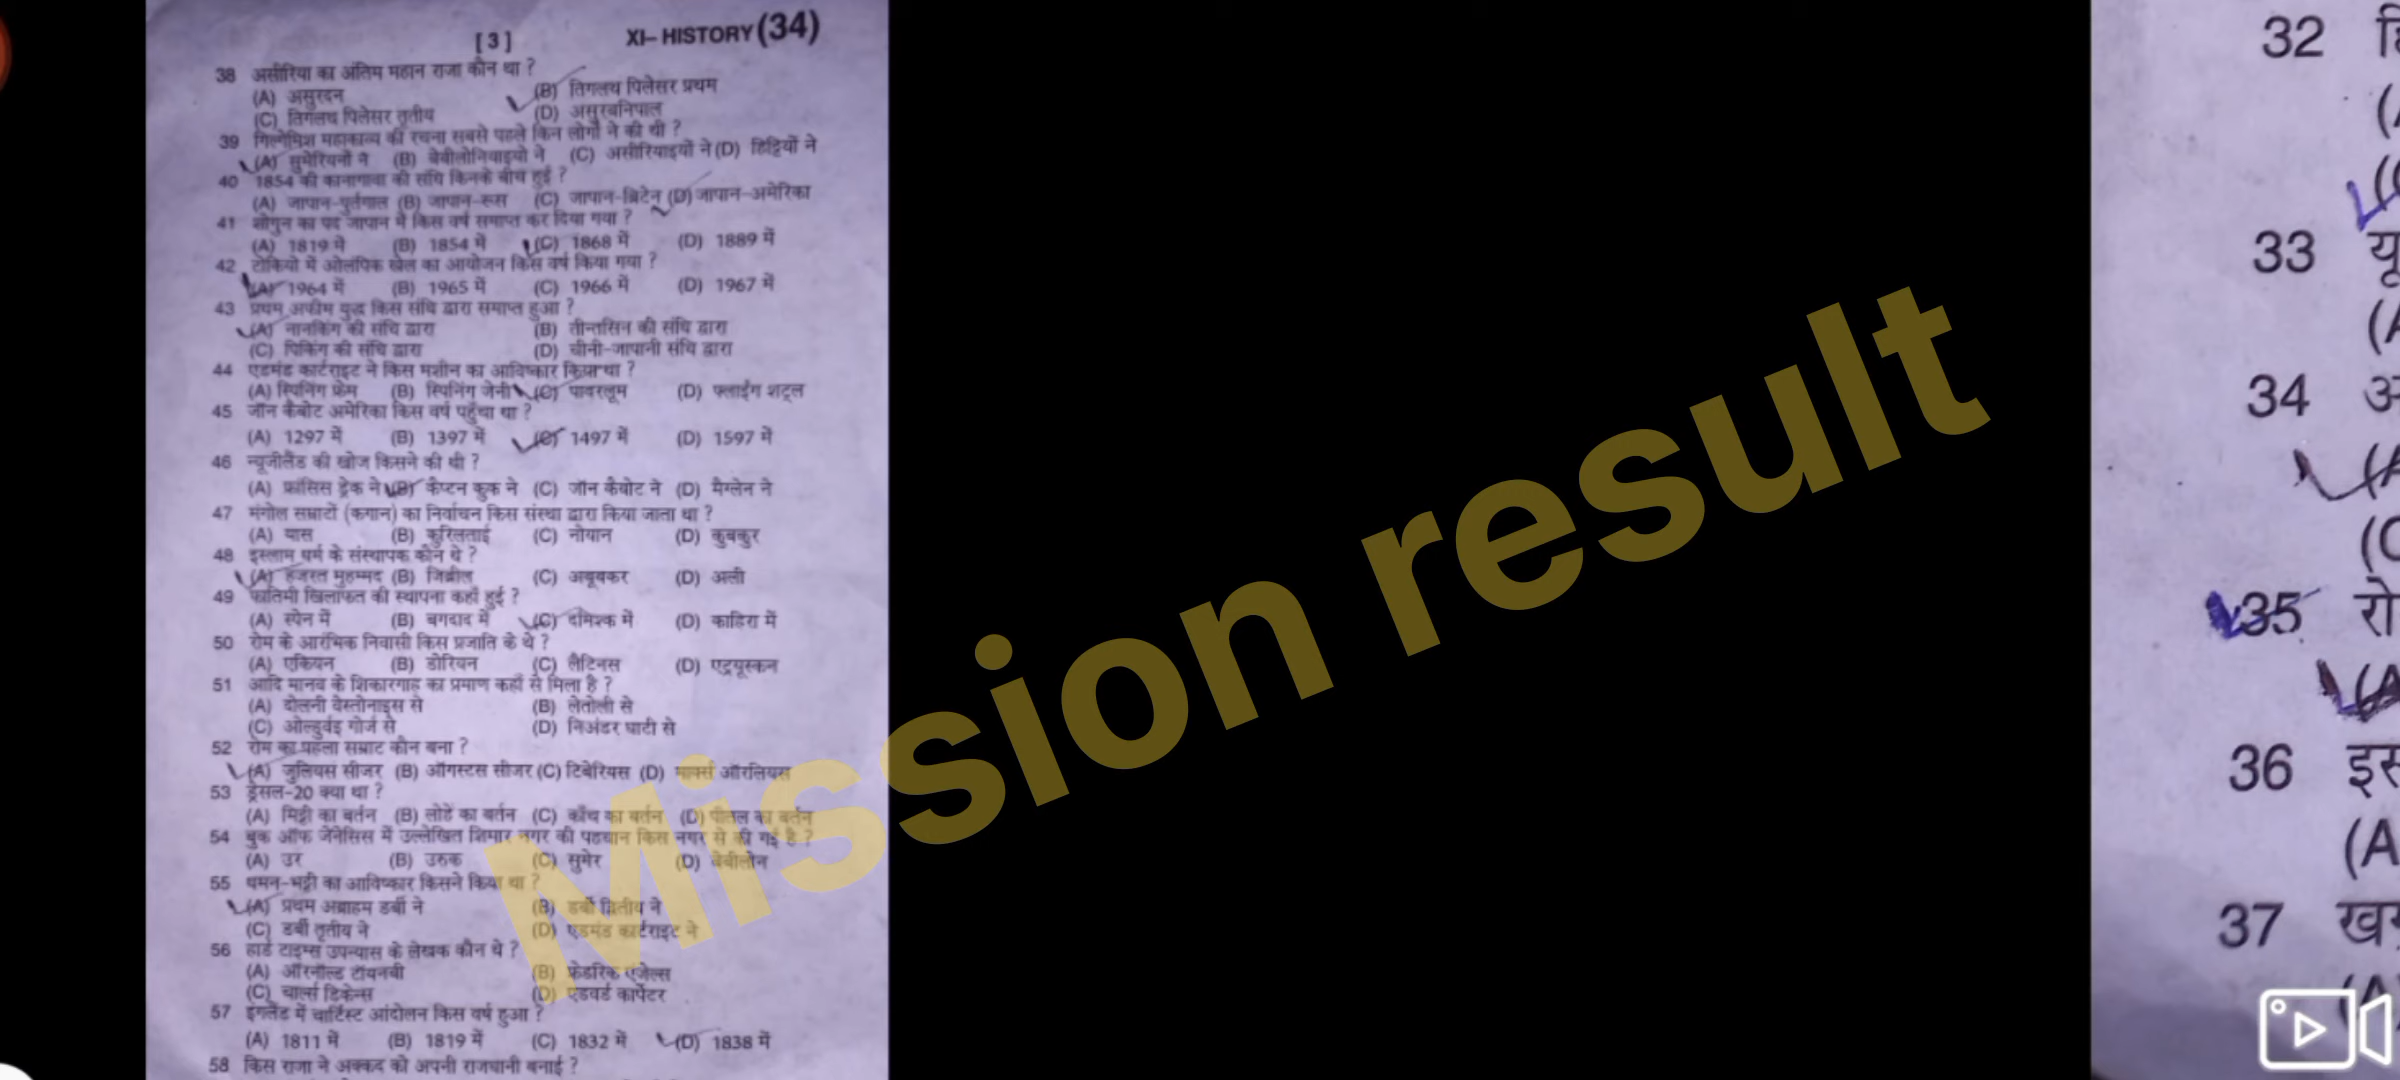 [3] XI- HISTORY (34)
38 असीरिया का अंतिम महान राजा कौन था ?
(A) असुरदन (B) तिगलथ पिलेसर प्रथम
(C) तिगलथ पिलेसर तृतीय (D) असुरबनिपाल
39 गिल्गेमिश महाकाव्य की रचना सबसे पहले किन लोगों ने की थी ?
(A) सुमेरियनों ने (B) बेबीलोनियाइयों ने (C) असीरियाइयों ने (D) हिट्टियों ने
40 1854 की कानागावा की संधि किनके बीच हुई ?
(A) जापान-पुर्तगाल (B) जापान-रूस (C) जापान-ब्रिटेन (D) जापान-अमेरिका
41 शोगुन का पद जापान में किस वर्ष समाप्त कर दिया गया ?
(A) 1819 में (B) 1854 में (C) 1868 में (D) 1889 में
42 टोकियो में ओलंपिक खेल का आयोजन किस वर्ष किया गया ?
(A) 1964 में (B) 1965 में (C) 1966 में (D) 1967 में
43 प्रथम अफीम युद्ध किस संधि द्वारा समाप्त हुआ ?
(A) नानकिंग की संधि द्वारा (B) तीन्तसिन की संधि द्वारा
(C) पिकिंग की संधि द्वारा (D) चीनी-जापानी संधि द्वारा
44 एडमंड कार्टराइट ने किस मशीन का आविष्कार किया था ?
(A) स्पिनिंग फ्रेम (B) स्पिनिंग जेनी (C) पावरलूम (D) फ्लाईंग शट्ल
45 जॉन कैबोट अमेरिका किस वर्ष पहुँचा था ?
(A) 1297 में (B) 1397 में (C) 1497 में (D) 1597 में
46 न्यूजीलैंड की खोज किसने की थी ?
(A) फ्रांसिस ड्रेक ने (B) कैप्टन कुक ने (C) जॉन कैबोट ने (D) मैग्लेन ने
47 मंगोल सम्राटों (कगान) का निर्वाचन किस संस्था द्वारा किया जाता था ?
(A) यास (B) कुरिलताई (C) नोयान (D) कुबकुर
48 इस्लाम धर्म के संस्थापक कौन थे ?
(A) हजरत मुहम्मद (B) जिब्रील (C) अबूबकर (D) अली
49 फातिमी खिलाफत की स्थापना कहाँ हुई ?
(A) स्पेन में (B) बगदाद में (C) दमिश्क में (D) काहिरा में
50 रोम के आरंभिक निवासी किस प्रजाति के थे ?
(A) एकियन (B) डोरियन (C) लैटिनस (D) एट्रयूस्कन
51 आदि मानव के शिकारगाह का प्रमाण कहाँ से मिला है ?
(A) दोलनी वेस्तोनाइस से (B) लेतोली से
(C) ओल्डुवई गोर्ज से (D) निअंडर घाटी से
52 रोम का पहला सम्राट कौन बना ?
(A) जुलियस सीजर (B) ऑगस्टस सीजर (C) टिबेरियस (D) मार्क्स ऑरलियस
53 ड्रेसल-20 क्या था ?
(A) मिट्टी का बर्तन (B) लोहे का बर्तन (C) काँच का बर्तन (D) पीतल का बर्तन
54 बुक ऑफ जेनेसिस में उल्लेखित शिमार नगर की पहचान किस नगर से की गई है ?
(A) उर (B) उरुक (C) सुमेर (D) बेबीलोन
55 धमन-भट्टी का आविष्कार किसने किया था ?
(A) प्रथम अब्राहम डर्बी ने (B) डर्बी द्वितीय ने
(C) डर्बी तृतीय ने (D) एडमंड कार्टराइट ने
56 हार्ड टाइम्स उपन्यास के लेखक कौन थे ?
(A) ऑरनॉल्ड टॉयनबी (B) फ्रेडरिक एंजेल्स
(C) चार्ल्स डिकेन्स (D) एडवर्ड कार्पेटर
57 इंगलैंड में चार्टिस्ट आंदोलन किस वर्ष हुआ ?
(A) 1811 में (B) 1819 में (C) 1832 में (D) 1838 में
58 किस राजा ने अक्कद को अपनी राजधानी बनाई ?
Mission result
32
33 यू
34
35 रो
36 इस
(A
37